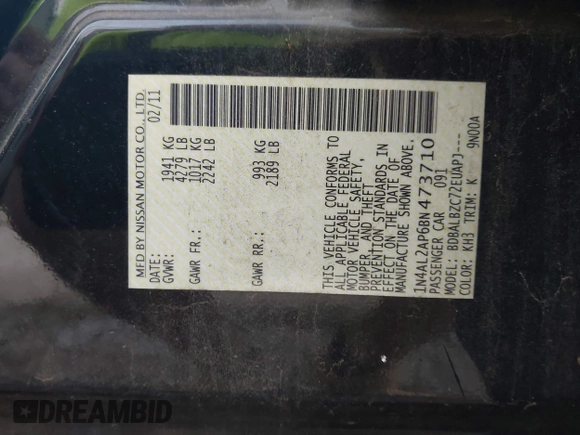 MFD BY NISSAN MOTOR CO., LTD.
DATE: 02/11
GVWR: 1941 KG
4279 LB
GAWR FR.: 1017 KG
2242 LB
GAWR RR.: 993 KG
2189 LB
THIS VEHICLE CONFORMS TO
ALL APPLICABLE FEDERAL
MOTOR VEHICLE SAFETY,
BUMPER AND THEFT
PREVENTION STANDARDS IN
EFFECT ON THE DATE OF
MANUFACTURE SHOWN ABOVE.
1N4AL2AP6BN473710
PASSENGER CAR 091
MODEL: BDBALBZC72EUAPJ---
COLOR: KH3 TRIM: K 9N00A
DREAMBID